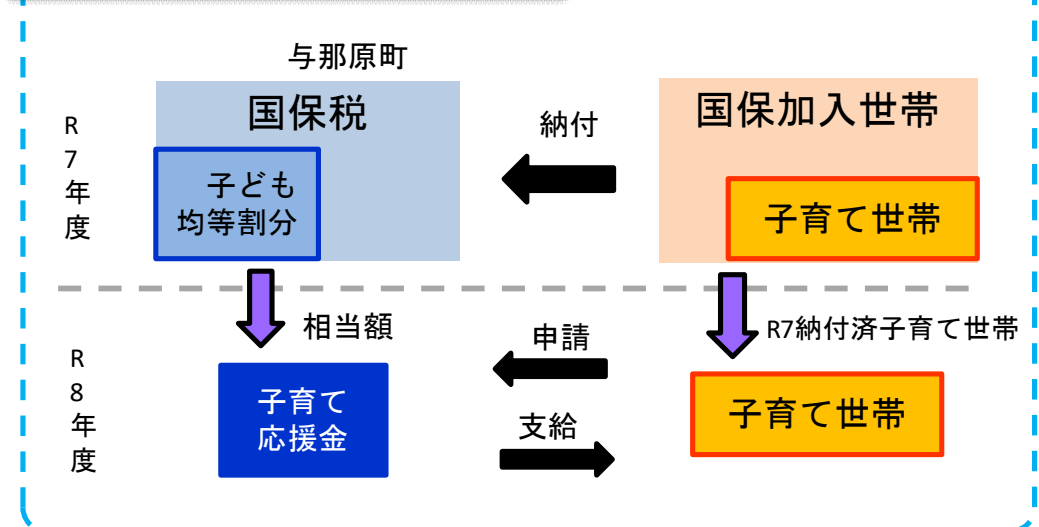 与那原町
国保税
国保加入世帯
R7年度
納付
子ども
均等割分
子育て世帯
相当額
R7納付済子育て世帯
R8年度
申請
子育て
応援金
子育て世帯
支給